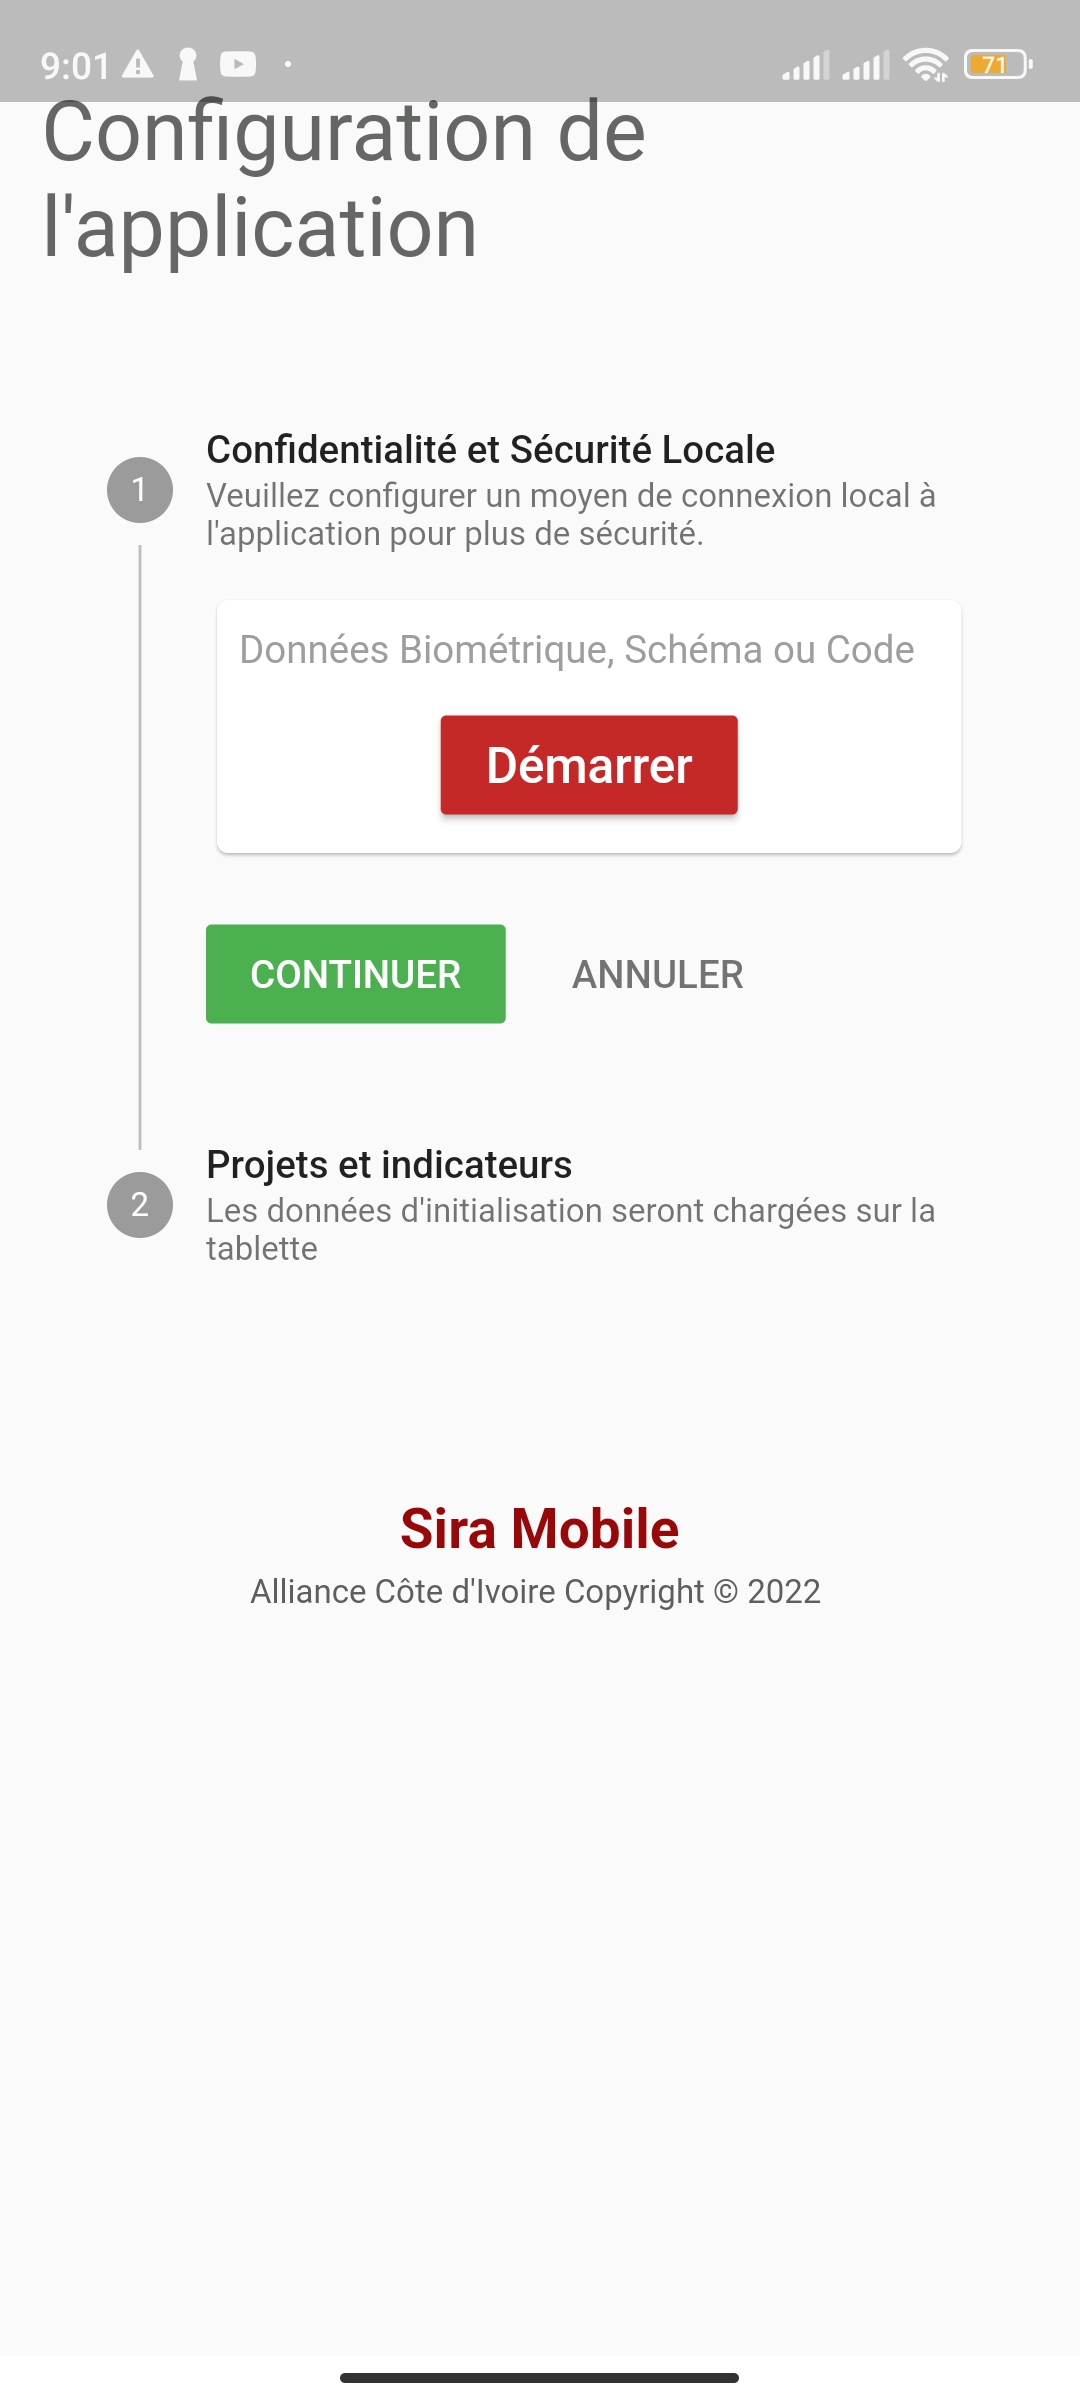 9:01
71
Configuration de
l'application
1
Confidentialité et Sécurité Locale
Veuillez configurer un moyen de connexion local à
l'application pour plus de sécurité.
Données Biométrique, Schéma ou Code
Démarrer
CONTINUER
ANNULER
2
Projets et indicateurs
Les données d'initialisation seront chargées sur la
tablette
Sira Mobile
Alliance Côte d'Ivoire Copyright © 2022